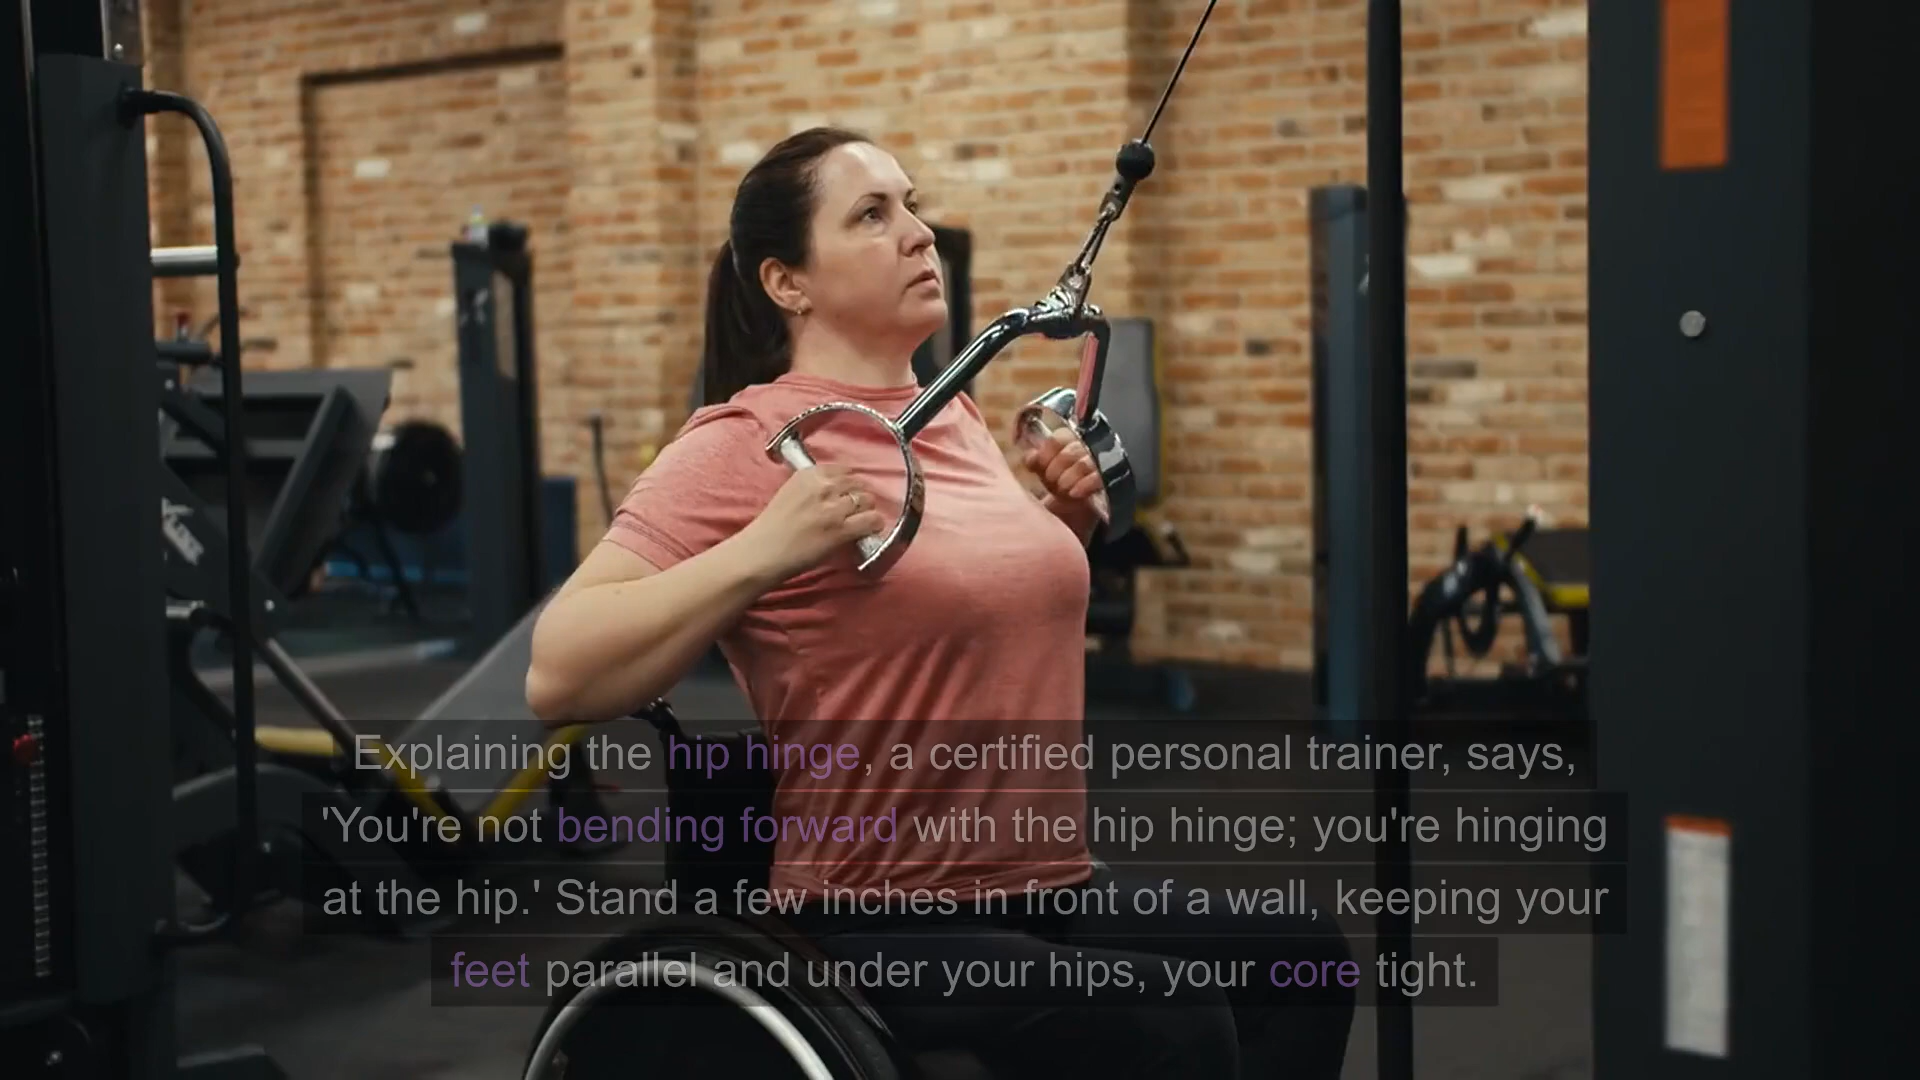 Explaining the hip hinge, a certified personal trainer, says,
'You're not bending forward with the hip hinge; you're hinging
at the hip.' Stand a few inches in front of a wall, keeping your
feet parallel and under your hips, your core tight.